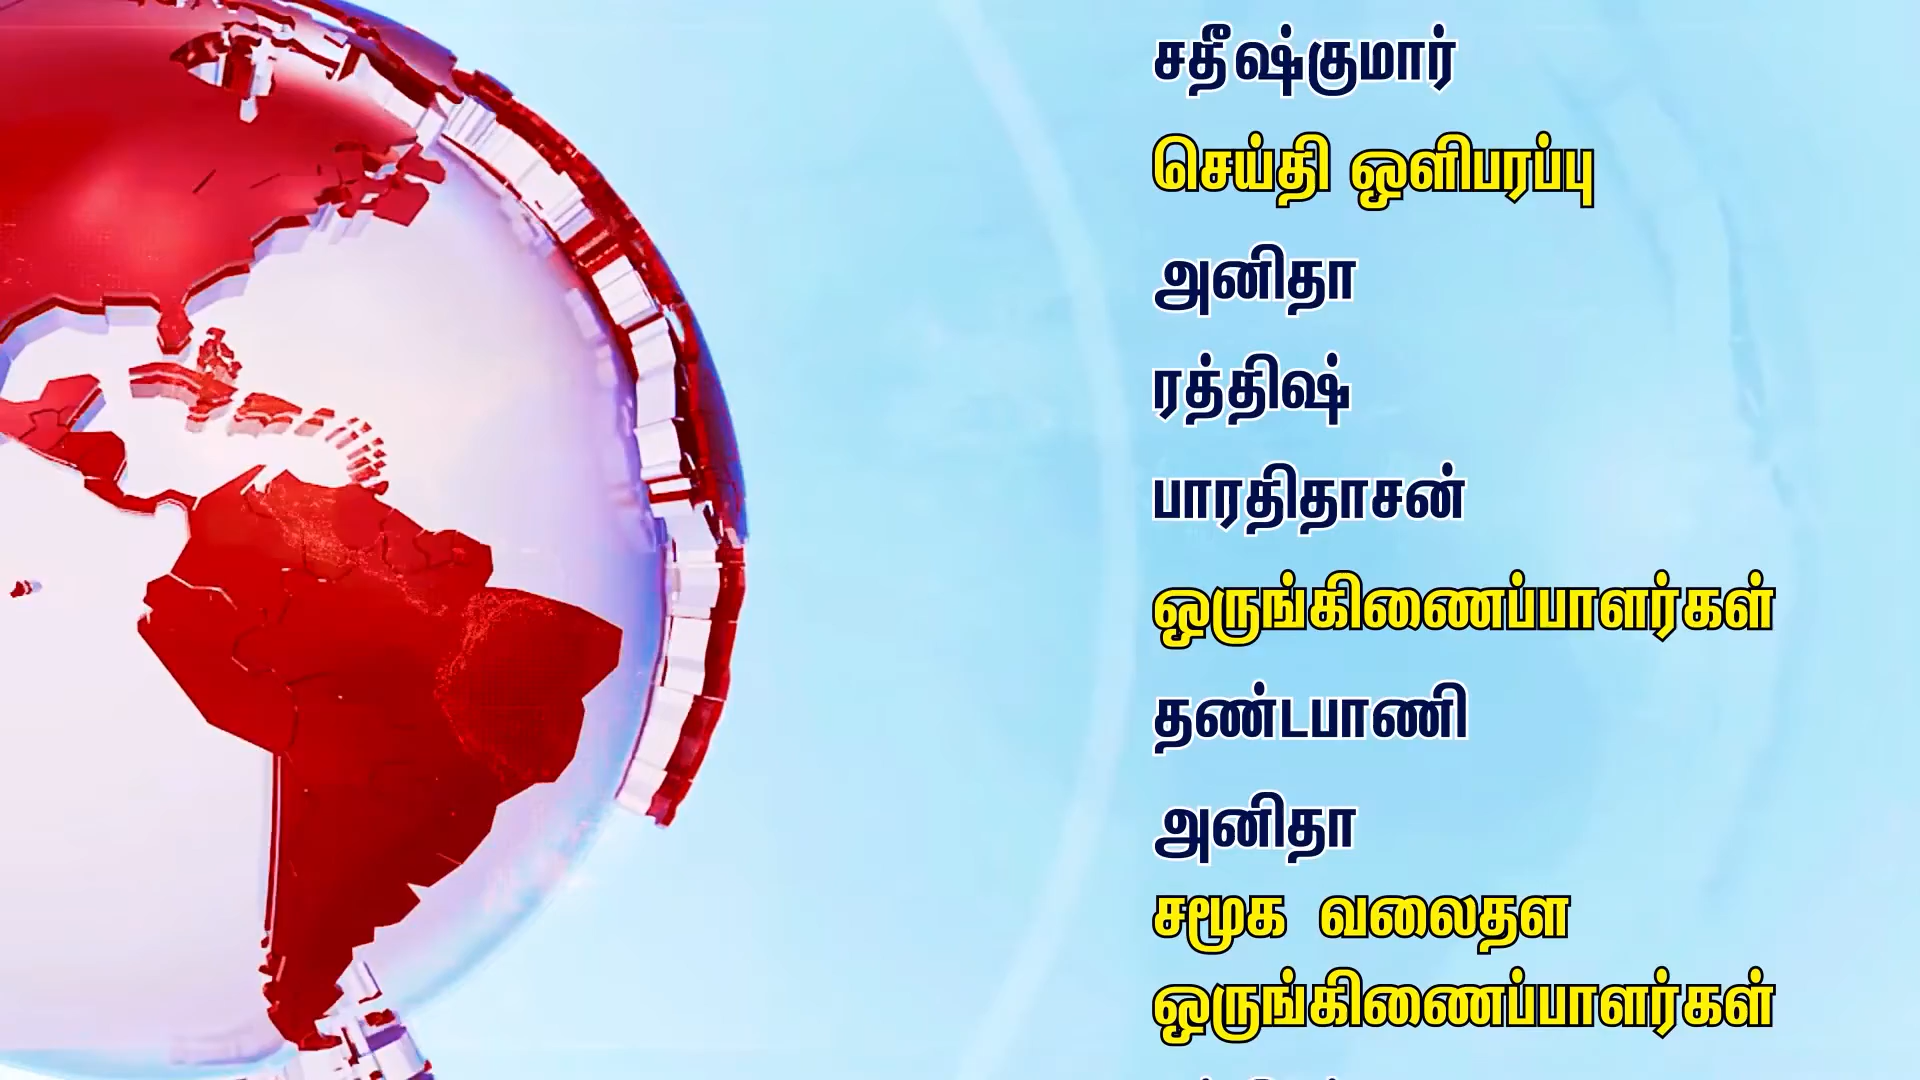 சதீஷ்குமார்
செய்தி ஒளிபரப்பு
அனிதா
ரத்திஷ்
பாரதிதாசன்
ஒருங்கிணைப்பாளர்கள்
தண்டபாணி
அனிதா
சமூக வலைதள
ஒருங்கிணைப்பாளர்கள்